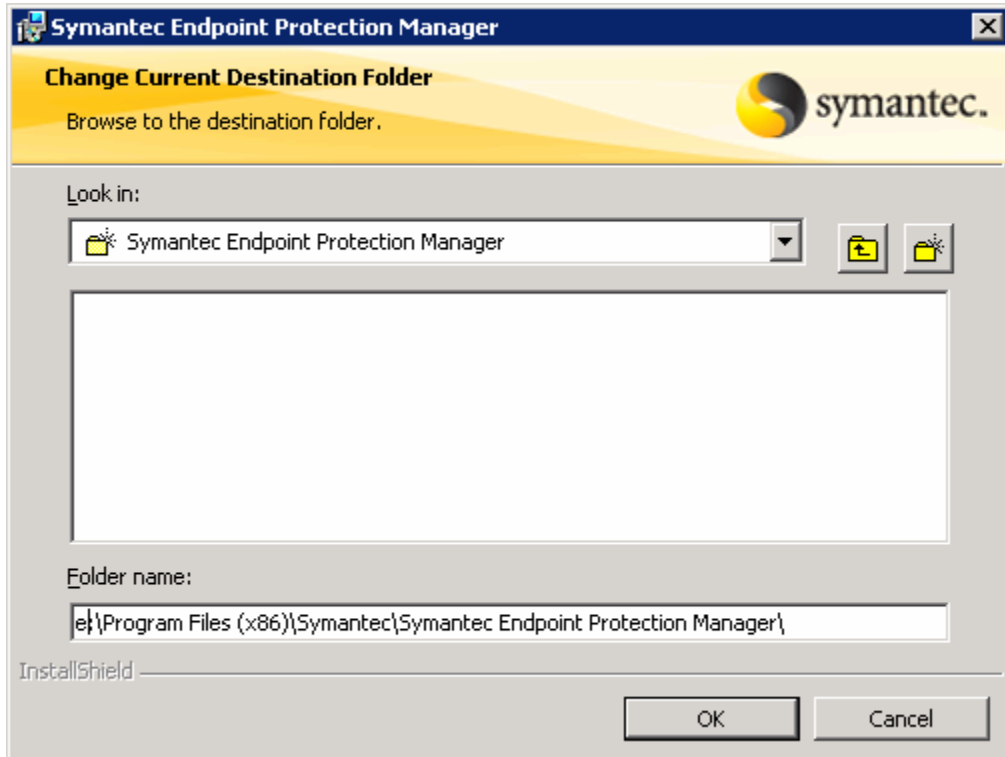 Symantec Endpoint Protection Manager
Change Current Destination Folder
Browse to the destination folder.
symantec.
Look in:
Symantec Endpoint Protection Manager
Folder name:
e:\Program Files (x86)\Symantec\Symantec Endpoint Protection Manager\
InstallShield
OK
Cancel